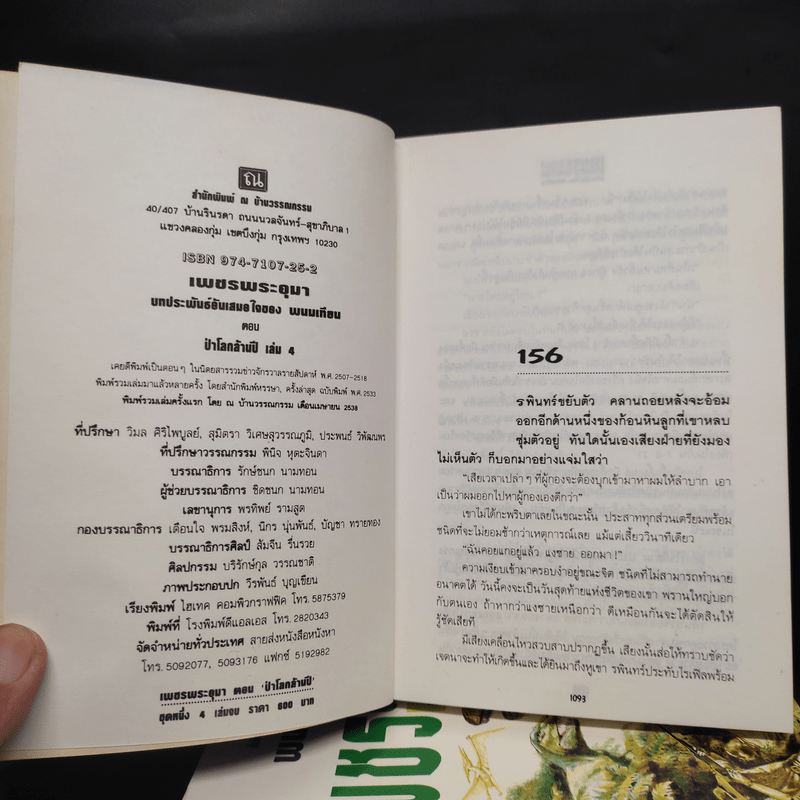 ณ
สำนักพิมพ์ ณ บ้านวรรณกรรม
40/407 บ้านรินรดา ถนนนวลจันทร์-สุขาภิบาล 1
แขวงคลองกุ่ม เขตบึงกุ่ม กรุงเทพฯ 10230
ISBN 974-7107-25-2
เพชรพระอุมา
บทประพันธ์อันเสมอใจของ พนมเทียน
ตอน
ป่าโลกล้านปี เล่ม 4
เคยตีพิมพ์เป็นตอนๆ ในนิตยสารรวมข่าวจักรวาลรายสัปดาห์ พ.ศ. 2507-2518
พิมพ์รวมเล่มมาแล้วหลายครั้ง โดยสำนักพิมพ์หรรษา, ครั้งล่าสุด ฉบับพิมพ์ พ.ศ. 2533
พิมพ์รวมเล่มครั้งแรก โดย ณ บ้านวรรณกรรม เดือนเมษายน 2538
ที่ปรึกษา วิมล ศิริไพบูลย์, สุมิตรา วิเศษสุวรรณภูมิ, ประพนธ์ วิพัฒนพร
ที่ปรึกษาวรรณกรรม พินิจ หุตะจินดา
บรรณาธิการ รักษ์ชนก นามทอน
ผู้ช่วยบรรณาธิการ ชิดชนก นามทอน
เลขานุการ พรทิพย์ รามสูต
กองบรรณาธิการ เตือนใจ พรมสิงห์, นิกร นุ่นพันธ์, บัญชา ทรายทอง
บรรณาธิการศิลป์ สัมจีน รื่นรวย
ศิลปกรรม บริรักษ์กุล วรรณชาติ
ภาพประกอบปก วีรพันธ์ บุญเขียน
เรียงพิมพ์ ไฮเทค คอมพิวกราฟฟิค โทร. 5875379
พิมพ์ที่ โรงพิมพ์ดีแอลเอส โทร. 2820343
จัดจำหน่ายทั่วประเทศ สายส่งหนังสือหนังหา
โทร. 5092077, 5093176 แฟกซ์ 5192982
เพชรพระอุมา ตอน 'ป่าโลกล้านปี'
ชุดหนึ่ง 4 เล่มจบ ราคา 600 บาท
156
รพินทร์ขยับตัว คลานถอยหลังจะอ้อม
ออกอีกด้านหนึ่งของก้อนหินลูกที่เขาหลบ
ซุ่มตัวอยู่ ทันใดนั้นเองเสียงฝ่ายที่ยังมอง
ไม่เห็นตัว ก็บอกมาอย่างแจ่มใสว่า
"เสียเวลาเปล่าๆ ที่ผู้กองจะต้องบุกเข้ามาหาผมให้ลำบาก เอา
เป็นว่าผมออกไปหาผู้กองเองดีกว่า"
เขาไม่ได้กะพริบตาเลยในขณะนั้น ประสาททุกส่วนเตรียมพร้อม
ชนิดที่จะไม่ยอมช้ากว่าเหตุการณ์เลย แม้แต่เสี้ยววินาทีเดียว
"ฉันคอยแกอยู่แล้ว แงซาย ออกมา!"
ความเงียบเข้ามาครอบงำอยู่ขณะจิต ชนิดที่ไม่สามารถทำนาย
อนาคตได้ วันนี้คงจะเป็นวันสุดท้ายแห่งชีวิตของเขา พรานใหญ่บอก
กับตนเอง ถ้าหากว่าแงซายเหนือกว่า ดีเหมือนกันจะได้ตัดสินให้
รู้ชัดเสียที
มีเสียงเคลื่อนไหวสวบสาบปรากฏขึ้น เสียงนั้นส่อให้ทราบชัดว่า
เจตนาจะทำให้เกิดขึ้นและได้ยินมาถึงหูเขา รพินทร์ประทับไรเฟิลพร้อม
1093